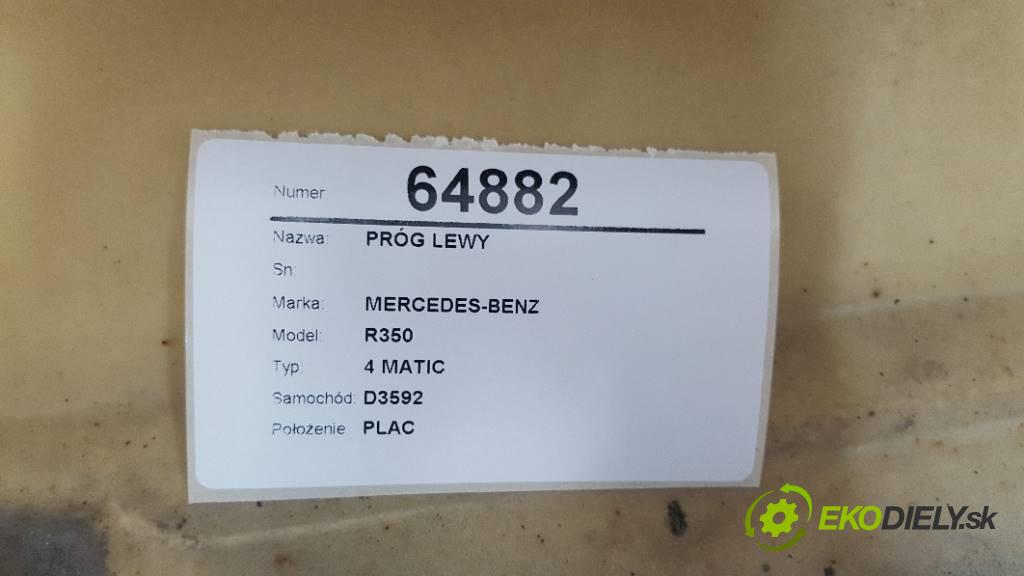 Numer 64882
Nazwa: PRÓG LEWY
Sn:
Marka: MERCEDES-BENZ
Model: R350
Typ: 4 MATIC
Samochód: D3592
Położenie PLAC
EKODIELY.sk